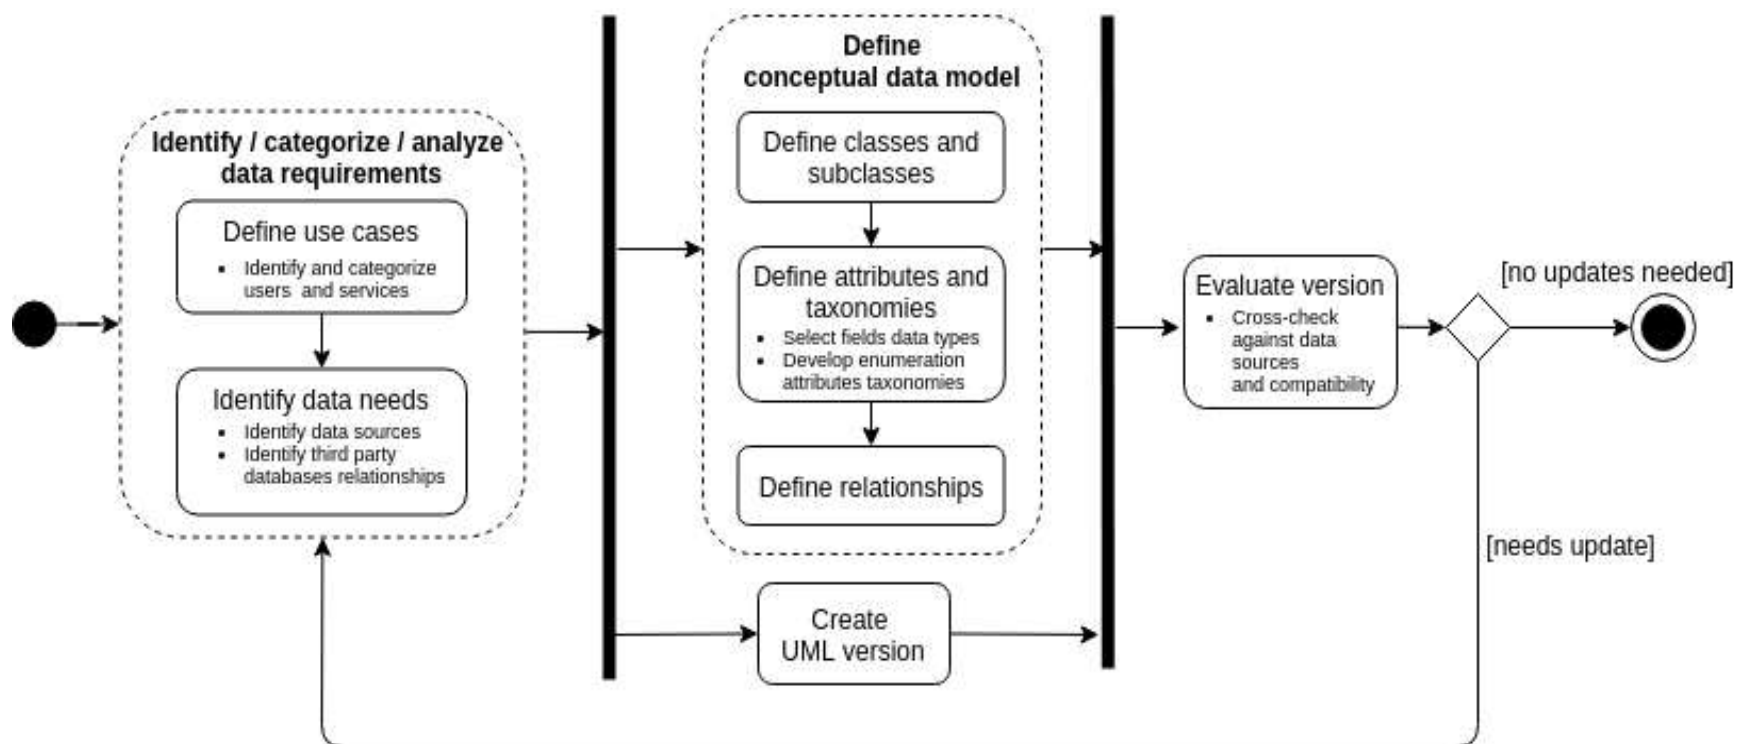 Identify / categorize / analyze
data requirements
Define use cases
▪ Identify and categorize
users and services
Identify data needs
▪ Identify data sources
▪ Identify third party
databases relationships
Define
conceptual data model
Define classes and
subclasses
Define attributes and
taxonomies
▪ Select fields data types
▪ Develop enumeration
attributes taxonomies
Define relationships
Create
UML version
Evaluate version
▪ Cross-check
against data
sources
and compatibility
[no updates needed]
[needs update]